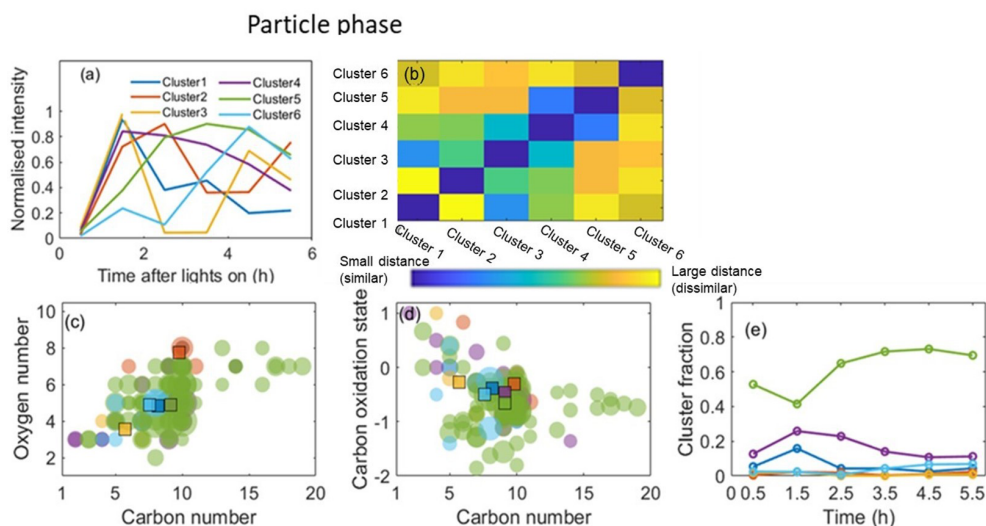 Particle phase
(a)
Normalised intensity
1
0.8
0.6
0.4
0.2
0
Cluster1
Cluster2
Cluster3
Cluster4
Cluster5
Cluster6
0 2 4 6
Time after lights on (h)
(b)
Cluster 6
Cluster 5
Cluster 4
Cluster 3
Cluster 2
Cluster 1
Cluster 1 Cluster 2 Cluster 3 Cluster 4 Cluster 5 Cluster 6
Small distance
(similar)
Large distance
(dissimilar)
(c)
Oxygen number
10
8
6
4
2
1 5 10 15 20
Carbon number
(d)
Carbon oxidation state
1
0
-1
-2
1 5 10 15 20
Carbon number
(e)
Cluster fraction
1
0.8
0.6
0.4
0.2
0
0 0.5 1.5 2.5 3.5 4.5 5.5
Time (h)